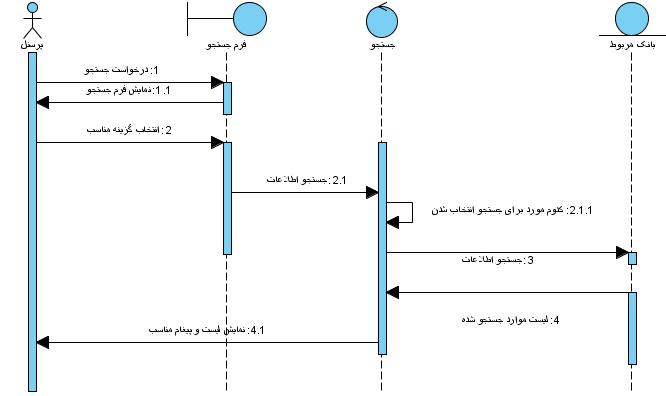 پرسنل
فرم جستجو
جستجو
بانک مربوط
1: درخواست جستجو
1.1: نمایش فرم جستجو
2: انتخاب گزینه مناسب
2.1: جستجو اطلاعات
2.1.1: کدوم مورد برای جستجو انتخاب شدن
3: جستجو اطلاعات
4: لیست موارد جستجو شده
4.1: نمایش لیست و پیغام مناسب